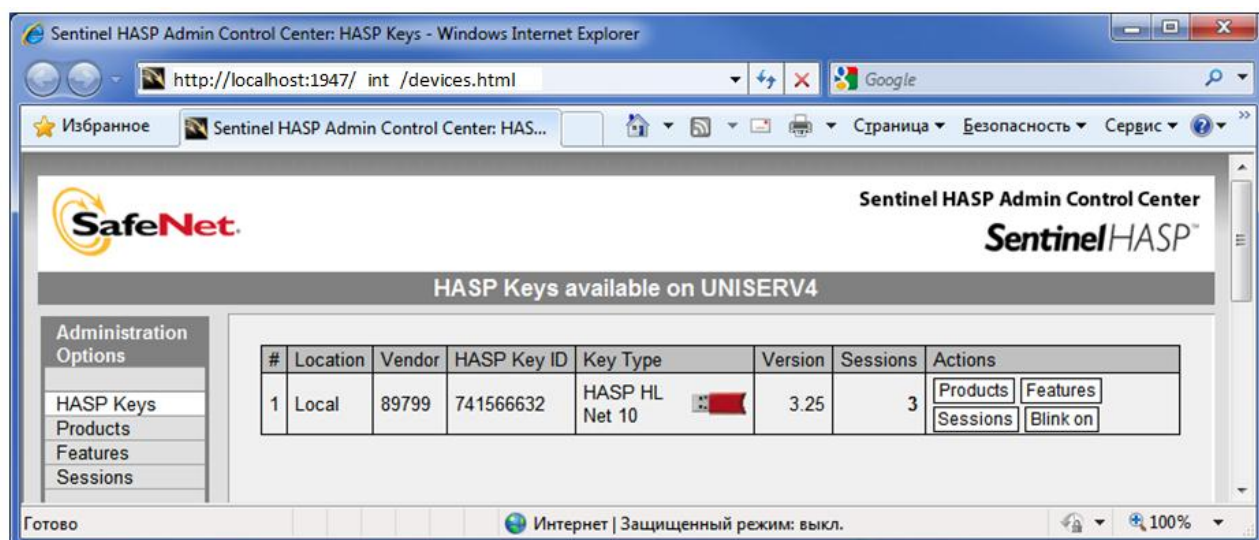 Sentinel HASP Admin Control Center: HASP Keys - Windows Internet Explorer
http://localhost:1947/ int /devices.html
Google
Избранное
Sentinel HASP Admin Control Center: HAS...
Страница
Безопасность
Сервис
SafeNet.
Sentinel HASP Admin Control Center
SentinelHASP™
HASP Keys available on UNISERV4
Administration
Options
HASP Keys
Products
Features
Sessions
# Location Vendor HASP Key ID Key Type Version Sessions Actions
1 Local 89799 741566632 HASP HL Net 10 3.25 3 Products Features
Sessions Blink on
Готово
Интернет | Защищенный режим: выкл.
100%